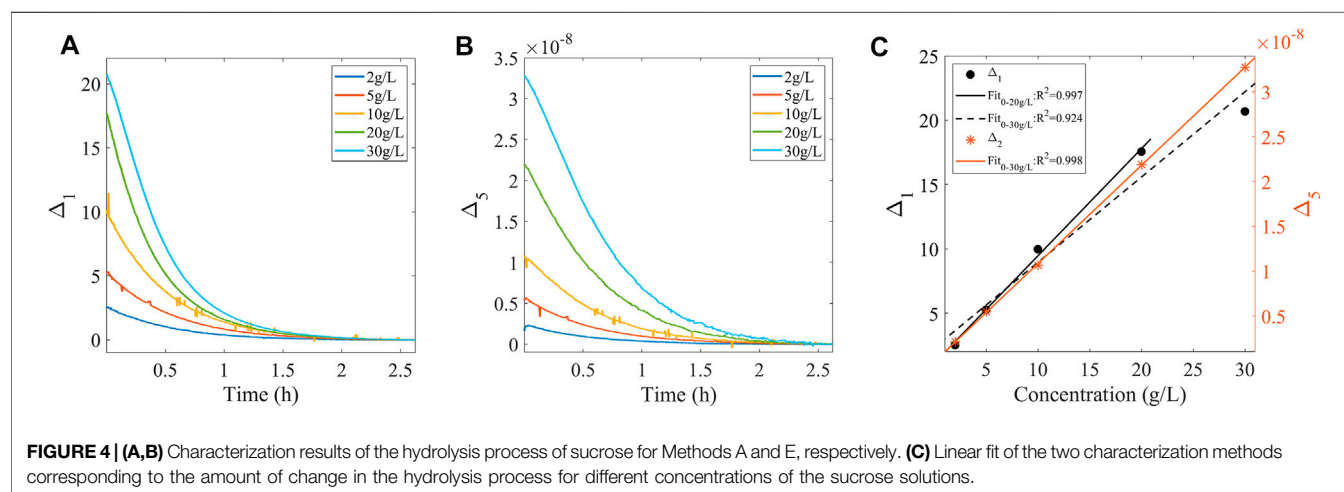 A
20
15
10
5
0
Δ1
0.5
1
1.5
2
2.5
Time (h)
2g/L
5g/L
10g/L
20g/L
30g/L
B
×10-8
3.5
3
2.5
2
1.5
1
0.5
0
Δ5
0.5
1
1.5
2
2.5
Time (h)
2g/L
5g/L
10g/L
20g/L
30g/L
C
25
20
15
10
5
Δ1
5
10
15
20
25
30
Concentration (g/L)
Δ1
Fit0-20g/L:R2=0.997
Fit0-30g/L:R2=0.924
Δ2
Fit0-30g/L:R2=0.998
×10-8
3
2.5
2
1.5
1
0.5
Δ5
FIGURE 4 | (A,B) Characterization results of the hydrolysis process of sucrose for Methods A and E, respectively. (C) Linear fit of the two characterization methods
corresponding to the amount of change in the hydrolysis process for different concentrations of the sucrose solutions.